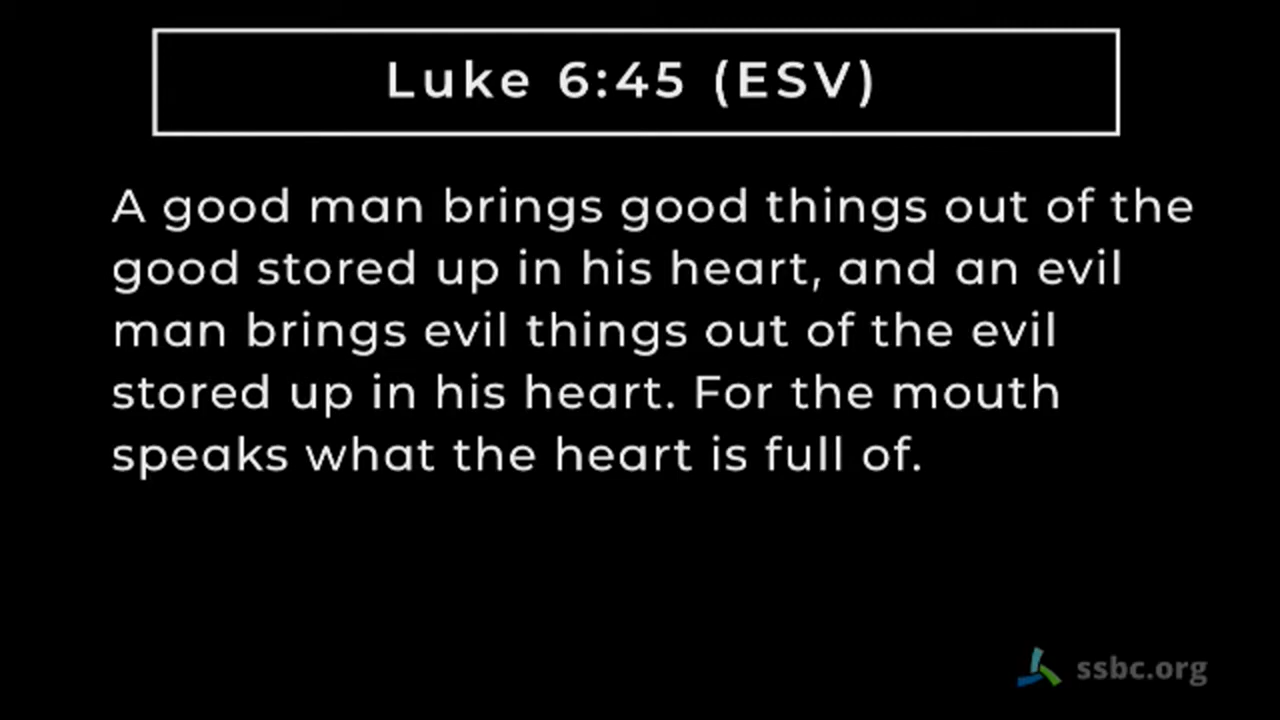 Luke 6:45 (ESV)
A good man brings good things out of the
good stored up in his heart, and an evil
man brings evil things out of the evil
stored up in his heart. For the mouth
speaks what the heart is full of.
ssbc.org